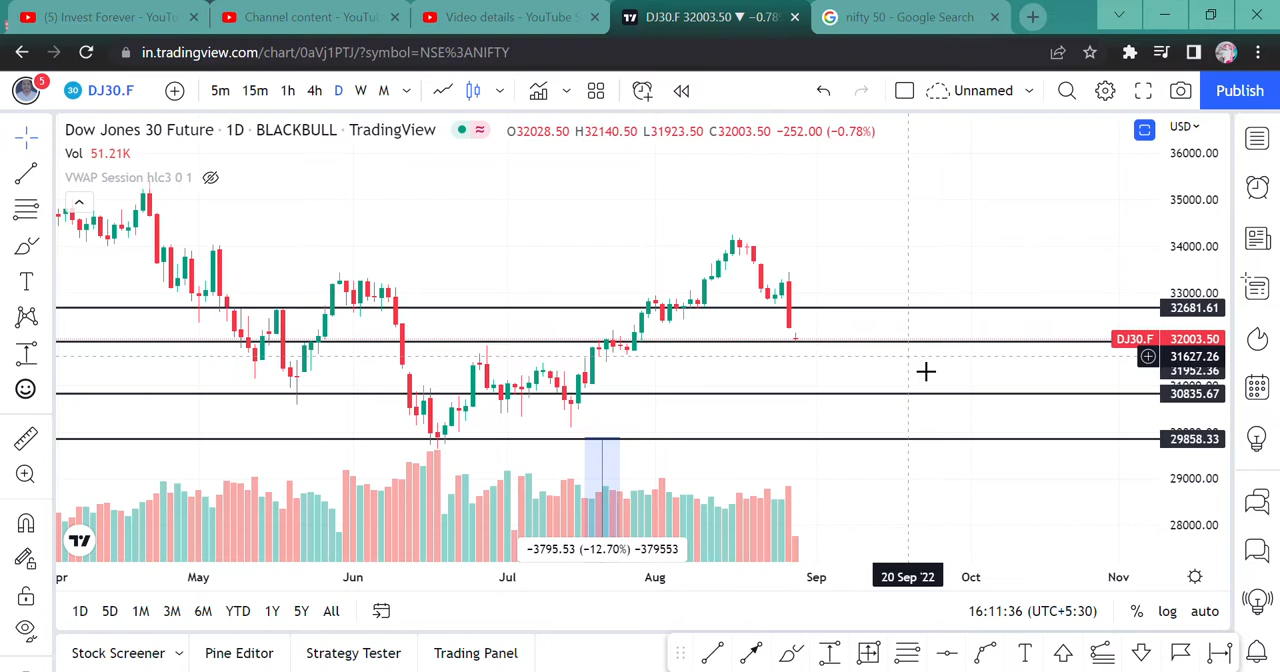 (5) Invest Forever - YouTu
Channel content - YouTu
Video details - YouTube S
DJ30.F 32003.50 ▼ −0.78
nifty 50 - Google Search
in.tradingview.com/chart/0aVj1PTJ/?symbol=NSE%3ANIFTY
5
30
DJ30.F
5m
15m
1h
4h
D
W
M
Unnamed
Publish
Dow Jones 30 Future · 1D · BLACKBULL · TradingView
O32028.50 H32140.50 L31923.50 C32003.50 −252.00 (−0.78%)
USD
Vol 51.21K
VWAP Session hlc3 0 1
36000.00
35000.00
34000.00
33000.00
32681.61
DJ30.F 32003.50
31627.26
31952.36
30835.67
29858.33
29000.00
28000.00
−3795.53 (−12.70%) −379553
May
Jun
Jul
Aug
Sep
20 Sep '22
Oct
Nov
1D
5D
1M
3M
6M
YTD
1Y
5Y
All
16:11:36 (UTC+5:30)
%
log
auto
Stock Screener
Pine Editor
Strategy Tester
Trading Panel